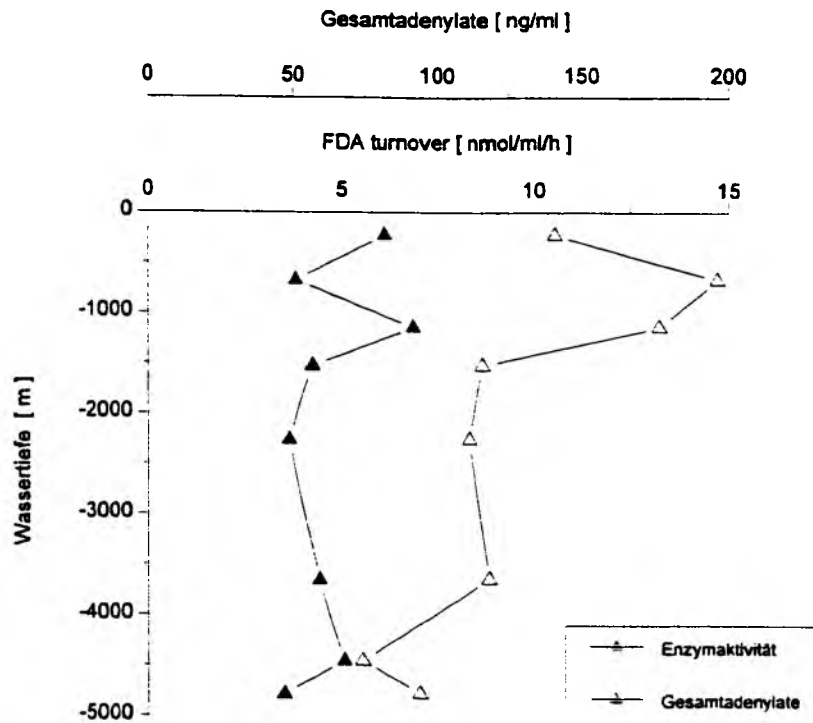 Gesamtadenylate [ ng/ml ]
0 50 100 150 200
FDA turnover [ nmol/ml/h ]
0 5 10 15
0
-1000
-2000
-3000
-4000
-5000
Wassertiefe [ m ]
Enzymaktivität
Gesamtadenylate